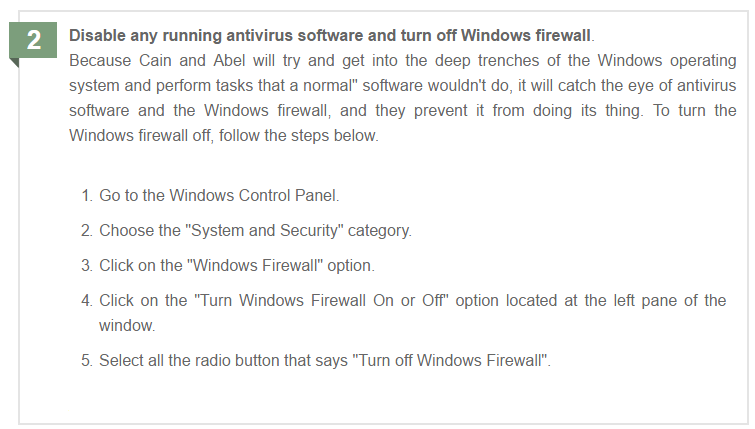 2
Disable any running antivirus software and turn off Windows firewall.
Because Cain and Abel will try and get into the deep trenches of the Windows operating
system and perform tasks that a normal" software wouldn't do, it will catch the eye of antivirus
software and the Windows firewall, and they prevent it from doing its thing. To turn the
Windows firewall off, follow the steps below.
1. Go to the Windows Control Panel.
2. Choose the "System and Security" category.
3. Click on the "Windows Firewall" option.
4. Click on the "Turn Windows Firewall On or Off" option located at the left pane of the
window.
5. Select all the radio button that says "Turn off Windows Firewall".